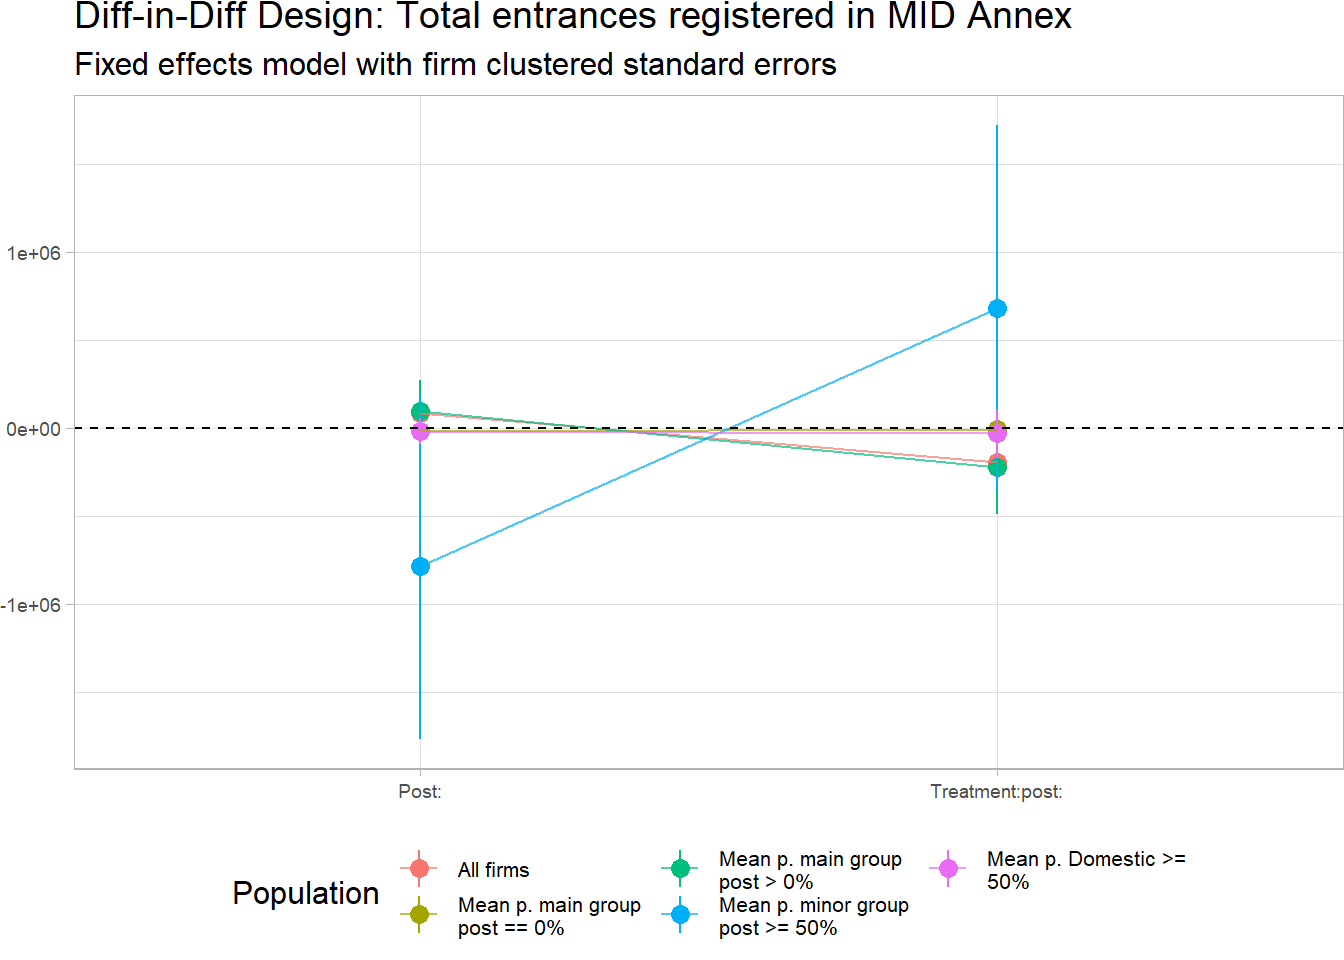 Diff-in-Diff Design: Total entrances registered in MID Annex
Fixed effects model with firm clustered standard errors
1e+06
0e+00
-1e+06
Post:
Treatment:post:
Population
All firms
Mean p. main group
post == 0%
Mean p. main group
post > 0%
Mean p. minor group
post >= 50%
Mean p. Domestic >=
50%